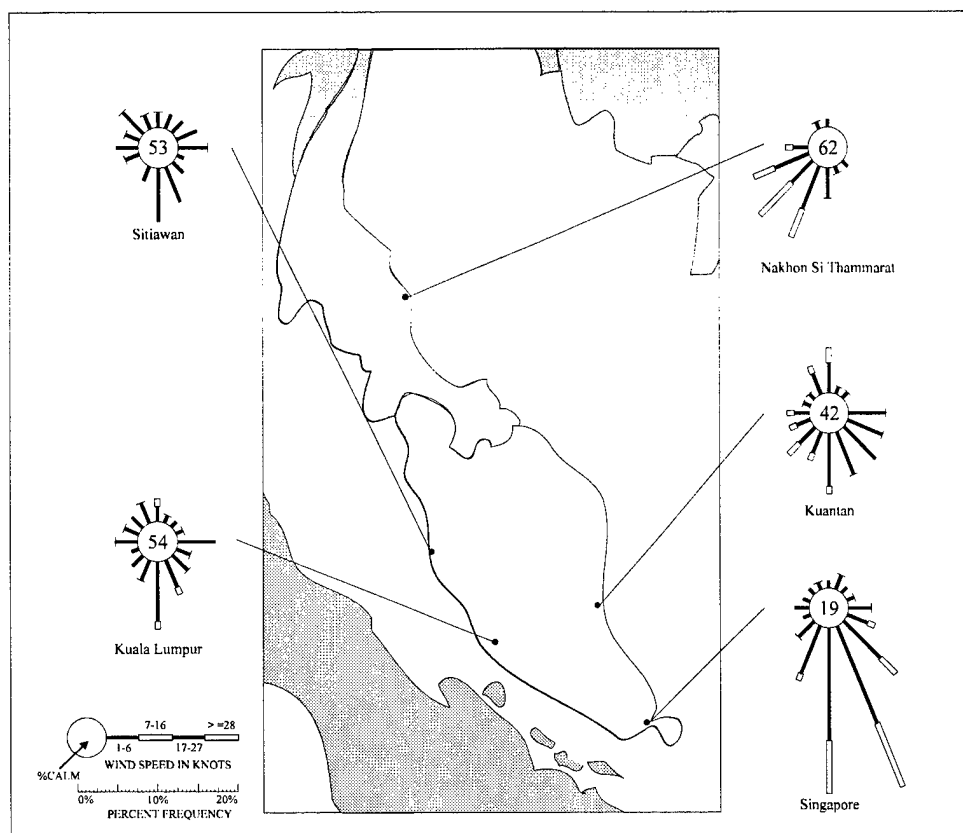 53
Sitiawan
62
Nakhon Si Thammarat
42
Kuantan
54
Kuala Lumpur
19
Singapore
7-16 > =28
1-6 17-27
%CALM
WIND SPEED IN KNOTS
0% 10% 20%
PERCENT FREQUENCY